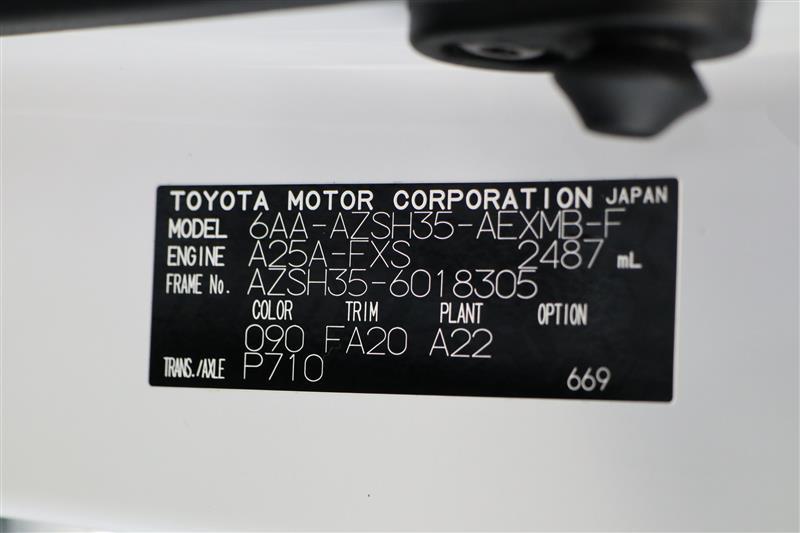 TOYOTA MOTOR CORPORATION JAPAN
MODEL 6AA-AZSH35-AEXMB-F
ENGINE A25A-FXS 2487 mL
FRAME No. AZSH35-6018305
COLOR TRIM PLANT OPTION
090 FA20 A22
TRANS./AXLE P710 669